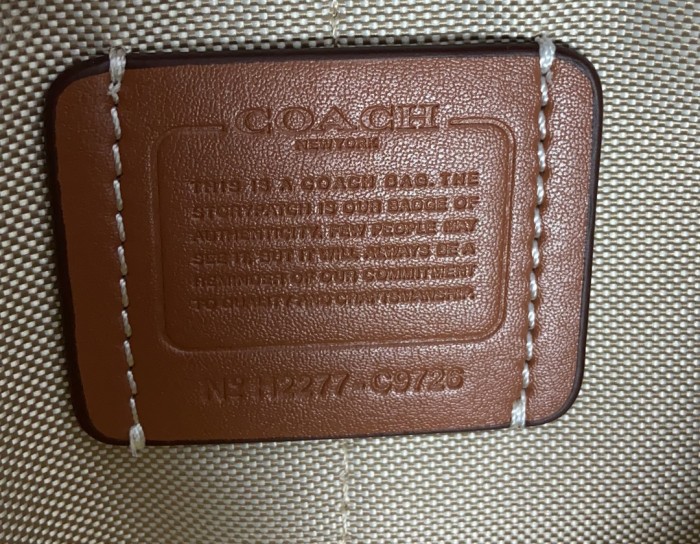 COACH
NEW YORK
THIS IS A COACH BAG. THE
STORYPATCH IS OUR BADGE OF
AUTHENTICITY. FEW PEOPLE MAY
SEE IT, BUT IT WILL ALWAYS BE A
REMINDER OF OUR COMMITMENT
TO QUALITY AND CRAFTSMANSHIP.
Nº H2277-C9726